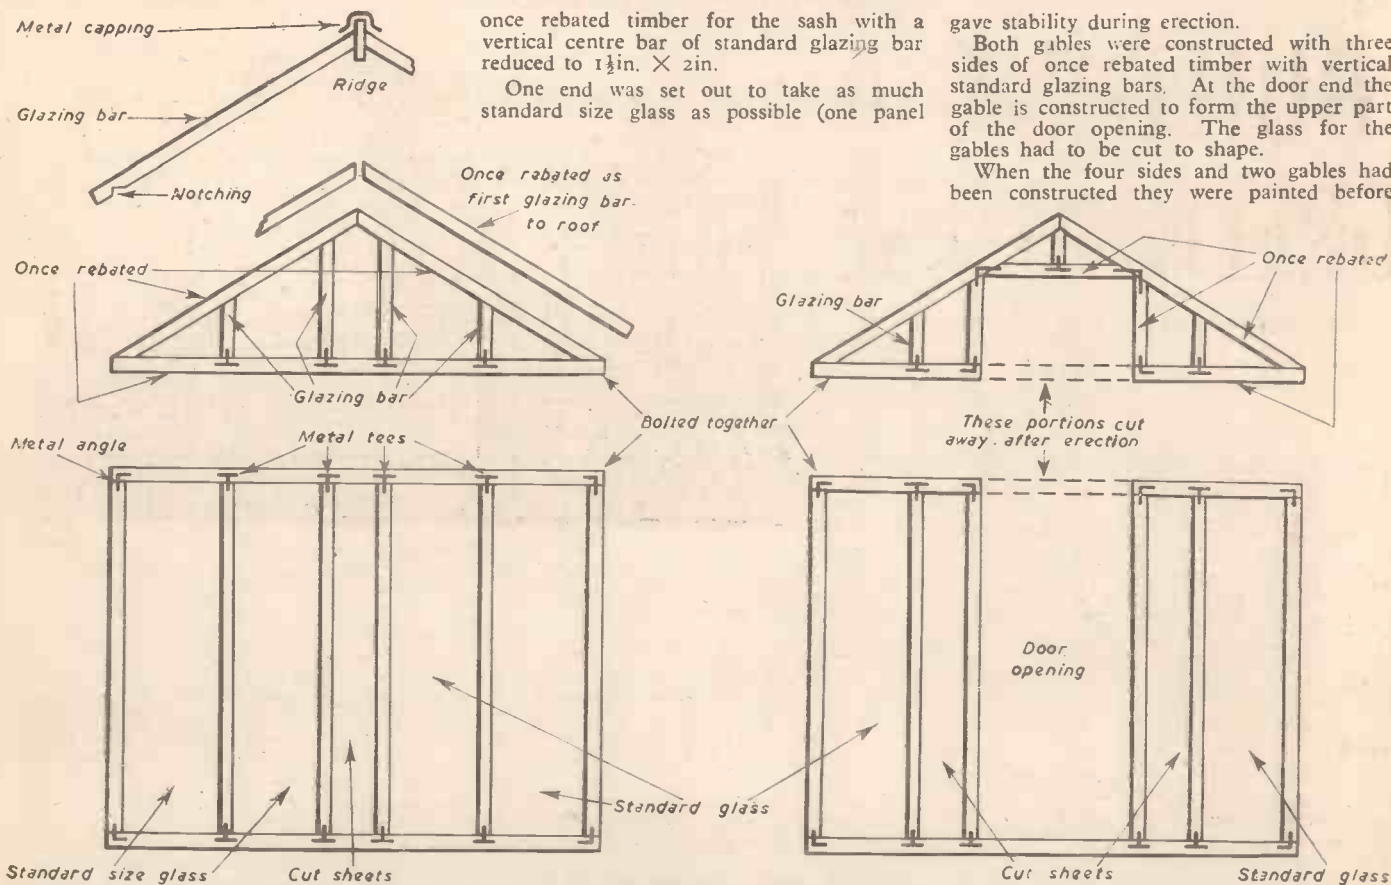 once rebated timber for the sash with a
vertical centre bar of standard glazing bar
reduced to 1½in. × 2in.
One end was set out to take as much
standard size glass as possible (one panel
gave stability during erection.
Both gables were constructed with three
sides of once rebated timber with vertical
standard glazing bars. At the door end the
gable is constructed to form the upper part
of the door opening. The glass for the
gables had to be cut to shape.
When the four sides and two gables had
been constructed they were painted before
Metal capping
Ridge
Glazing bar
Notching
Once rebated as
first glazing bar
to roof
Once rebated
Glazing bar
Once rebated
Glazing bar
Bolted together
These portions cut
away after erection
Metal angle
Metal tees
Door
opening
Standard glass
Standard size glass
Cut sheets
Cut sheets
Standard glass